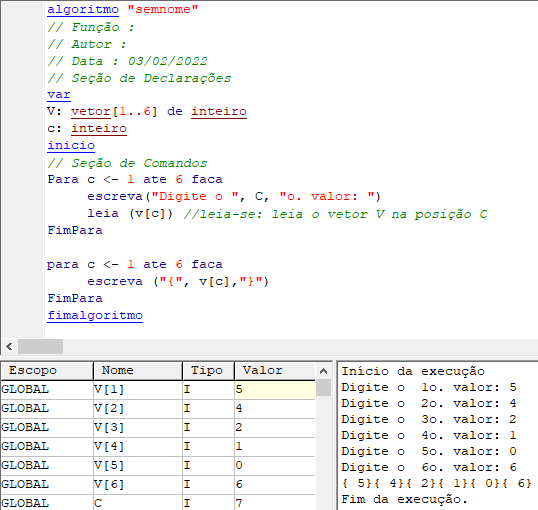 algoritmo "semnome"
// Função :
// Autor :
// Data : 03/02/2022
// Seção de Declarações
var
V: vetor[1..6] de inteiro
c: inteiro
inicio
// Seção de Comandos
Para c <- 1 ate 6 faca
escreva("Digite o ", C, "o. valor: ")
leia (v[c]) //leia-se: leia o vetor V na posição C
FimPara
para c <- 1 ate 6 faca
escreva ("{", v[c],"}")
FimPara
fimalgoritmo
Escopo Nome Tipo Valor
GLOBAL V[1] I 5
GLOBAL V[2] I 4
GLOBAL V[3] I 2
GLOBAL V[4] I 1
GLOBAL V[5] I 0
GLOBAL V[6] I 6
GLOBAL C I 7
Início da execução
Digite o  1o. valor: 5
Digite o  2o. valor: 4
Digite o  3o. valor: 2
Digite o  4o. valor: 1
Digite o  5o. valor: 0
Digite o  6o. valor: 6
{ 5}{ 4}{ 2}{ 1}{ 0}{ 6}
Fim da execução.